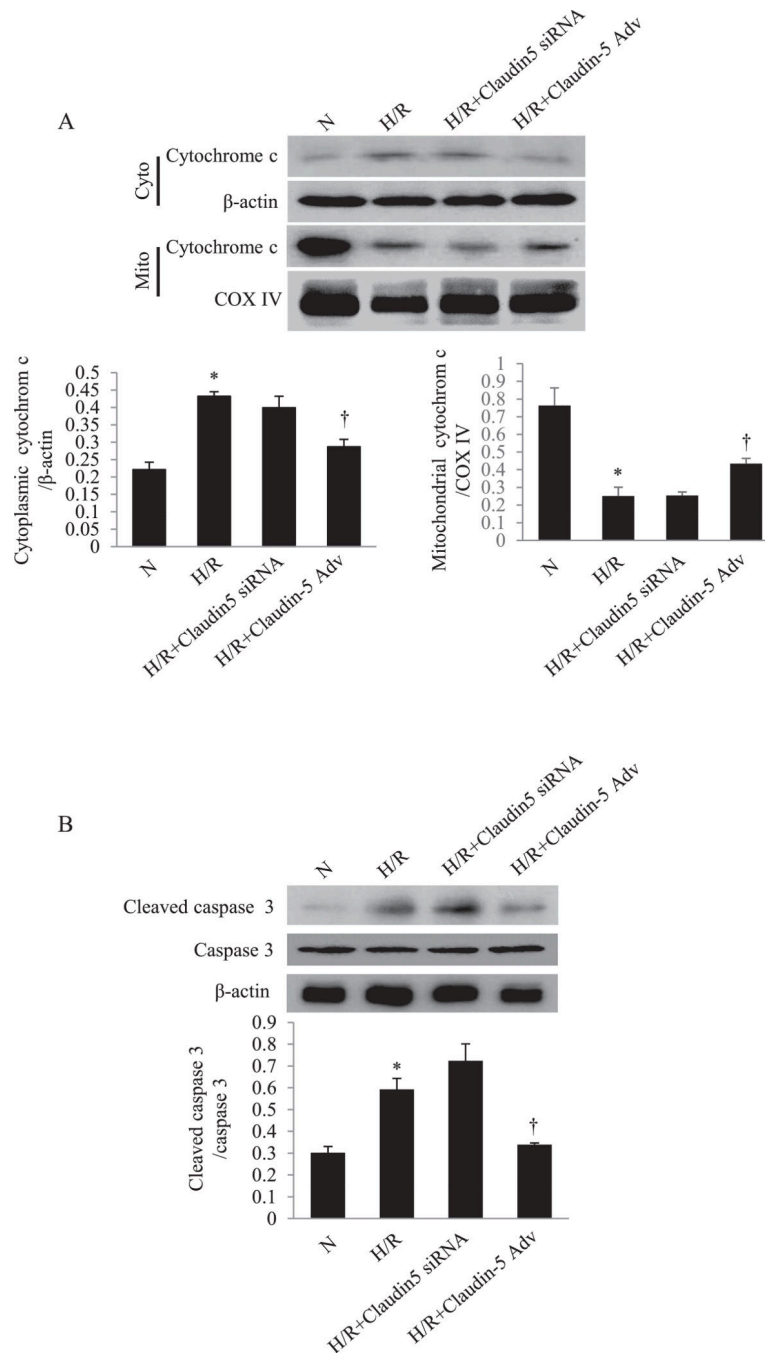 A
N
H/R
H/R+Claudin5 siRNA
H/R+Claudin-5 Adv
Cyto
Cytochrome c
β-actin
Mito
Cytochrome c
COX IV
Cytoplasmic cytochrom c
/β-actin
0.5
0.45
0.4
0.35
0.3
0.25
0.2
0.15
0.1
0.05
0
*
†
N
H/R
H/R+Claudin5 siRNA
H/R+Claudin-5 Adv
Mitochondrial cytochrom c
/COX IV
1
0.9
0.8
0.7
0.6
0.5
0.4
0.3
0.2
0.1
0
*
†
N
H/R
H/R+Claudin5 siRNA
H/R+Claudin-5 Adv
B
N
H/R
H/R+Claudin5 siRNA
H/R+Claudin-5 Adv
Cleaved caspase 3
Caspase 3
β-actin
Cleaved caspase 3
/caspase 3
0.9
0.8
0.7
0.6
0.5
0.4
0.3
0.2
0.1
0
*
†
N
H/R
H/R+Claudin5 siRNA
H/R+Claudin-5 Adv